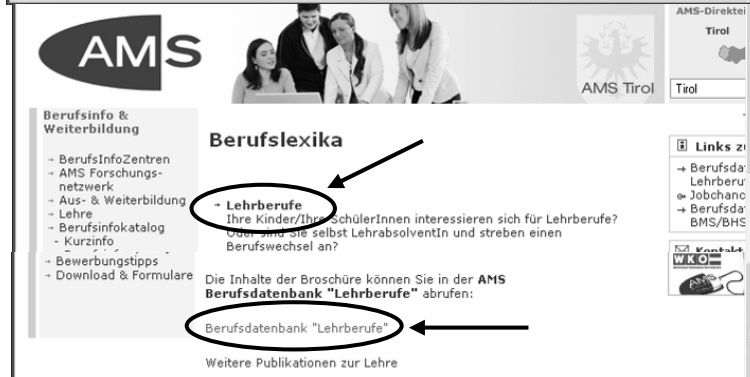 AMS
AMS Tirol
AMS-Direktei
Tirol
Tirol
Berufsinfo &
Weiterbildung
→ BerufsInfoZentren
→ AMS Forschungs-
netzwerk
→ Aus- & Weiterbildung
→ Lehre
→ Berufsinfokatalog
- Kurzinfo
→ Bewerbungstipps
→ Download & Formulare
Berufslexika
→ Lehrberufe
Ihre Kinder/Ihre SchülerInnen interessieren sich für Lehrberufe?
Oder sind Sie selbst LehrabsolventIn und streben einen
Berufswechsel an?
Die Inhalte der Broschüre können Sie in der AMS
Berufsdatenbank "Lehrberufe" abrufen:
Berufsdatenbank "Lehrberufe"
Weitere Publikationen zur Lehre
Links zu
→ Berufsda
Lehrberu
Jobchanc
→ Berufsda
BMS/BHS
Kontakt
WKO
AMS